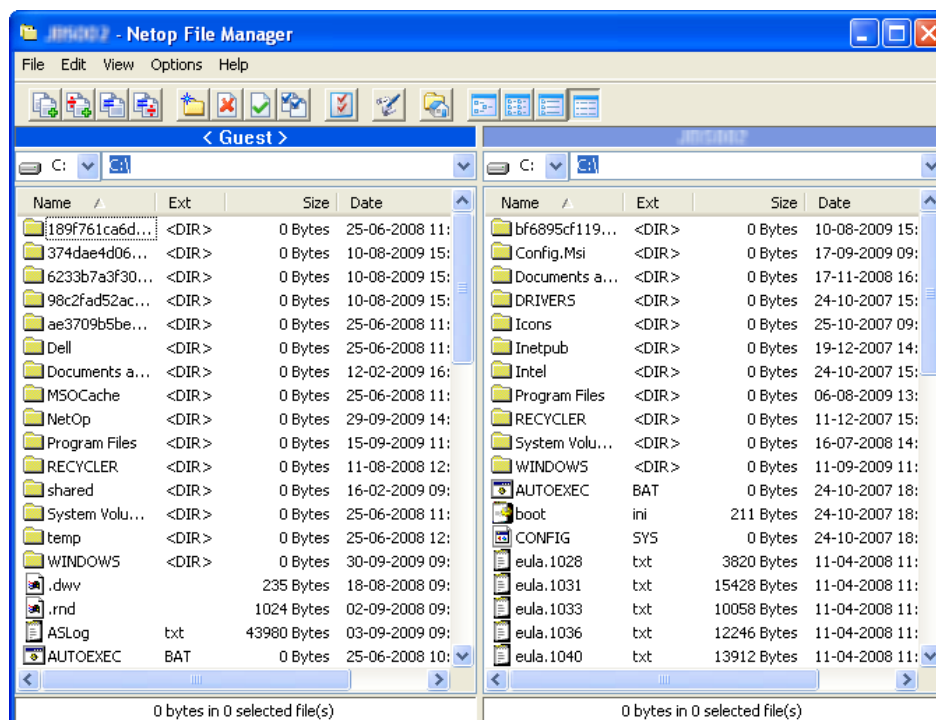 - Netop File Manager
File Edit View Options Help
< Guest >
C: C:\
C: C:\
Name Ext Size Date
189f761ca6d... <DIR> 0 Bytes 25-06-2008 11:
374dae4d06... <DIR> 0 Bytes 10-08-2009 15:
6233b7a3f30... <DIR> 0 Bytes 10-08-2009 15:
98c2fad52ac... <DIR> 0 Bytes 10-08-2009 15:
ae3709b5be... <DIR> 0 Bytes 25-06-2008 11:
Dell <DIR> 0 Bytes 25-06-2008 11:
Documents a... <DIR> 0 Bytes 12-02-2009 16:
MSOCache <DIR> 0 Bytes 25-06-2008 11:
NetOp <DIR> 0 Bytes 29-09-2009 14:
Program Files <DIR> 0 Bytes 15-09-2009 11:
RECYCLER <DIR> 0 Bytes 11-08-2008 12:
shared <DIR> 0 Bytes 16-02-2009 09:
System Volu... <DIR> 0 Bytes 25-06-2008 11:
temp <DIR> 0 Bytes 25-06-2008 12:
WINDOWS <DIR> 0 Bytes 30-09-2009 09:
.dwv 235 Bytes 18-08-2008 09:
.rnd 1024 Bytes 02-09-2008 09:
ASLog txt 43980 Bytes 03-09-2009 09:
AUTOEXEC BAT 0 Bytes 25-06-2008 10:
0 bytes in 0 selected file(s)
Name Ext Size Date
bf6895cf119... <DIR> 0 Bytes 10-08-2009 15:
Config.Msi <DIR> 0 Bytes 17-09-2009 09:
Documents a... <DIR> 0 Bytes 17-11-2008 16:
DRIVERS <DIR> 0 Bytes 24-10-2007 15:
Icons <DIR> 0 Bytes 25-10-2007 09:
Inetpub <DIR> 0 Bytes 19-12-2007 14:
Intel <DIR> 0 Bytes 24-10-2007 15:
Program Files <DIR> 0 Bytes 06-08-2009 13:
RECYCLER <DIR> 0 Bytes 11-12-2007 15:
System Volu... <DIR> 0 Bytes 16-07-2008 14:
WINDOWS <DIR> 0 Bytes 11-09-2009 11:
AUTOEXEC BAT 0 Bytes 24-10-2007 18:
boot ini 211 Bytes 24-10-2007 18:
CONFIG SYS 0 Bytes 24-10-2007 18:
eula.1028 txt 3820 Bytes 11-04-2008 11:
eula.1031 txt 15428 Bytes 11-04-2008 11:
eula.1033 txt 10058 Bytes 11-04-2008 11:
eula.1036 txt 12246 Bytes 11-04-2008 11:
eula.1040 txt 13912 Bytes 11-04-2008 11:
0 bytes in 0 selected file(s)